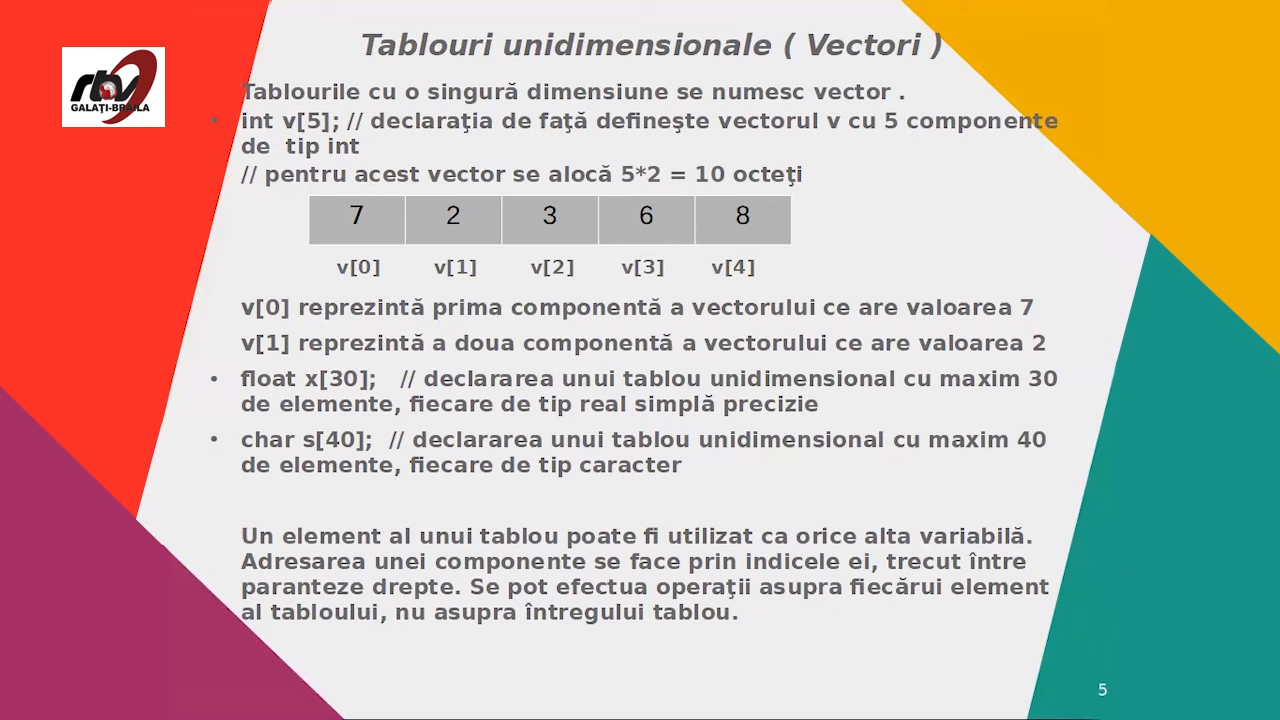 Tablouri unidimensionale ( Vectori )
rtv
GALAŢI-BRĂILA
Tablourile cu o singură dimensiune se numesc vector .
• int v[5]; // declaraţia de faţă defineşte vectorul v cu 5 componente
de  tip int
// pentru acest vector se alocă 5*2 = 10 octeţi
7 2 3 6 8
v[0] v[1] v[2] v[3] v[4]
v[0] reprezintă prima componentă a vectorului ce are valoarea 7
v[1] reprezintă a doua componentă a vectorului ce are valoarea 2
• float x[30];   // declararea unui tablou unidimensional cu maxim 30
de elemente, fiecare de tip real simplă precizie
• char s[40];  // declararea unui tablou unidimensional cu maxim 40
de elemente, fiecare de tip caracter
Un element al unui tablou poate fi utilizat ca orice alta variabilă.
Adresarea unei componente se face prin indicele ei, trecut între
paranteze drepte. Se pot efectua operaţii asupra fiecărui element
al tabloului, nu asupra întregului tablou.
5